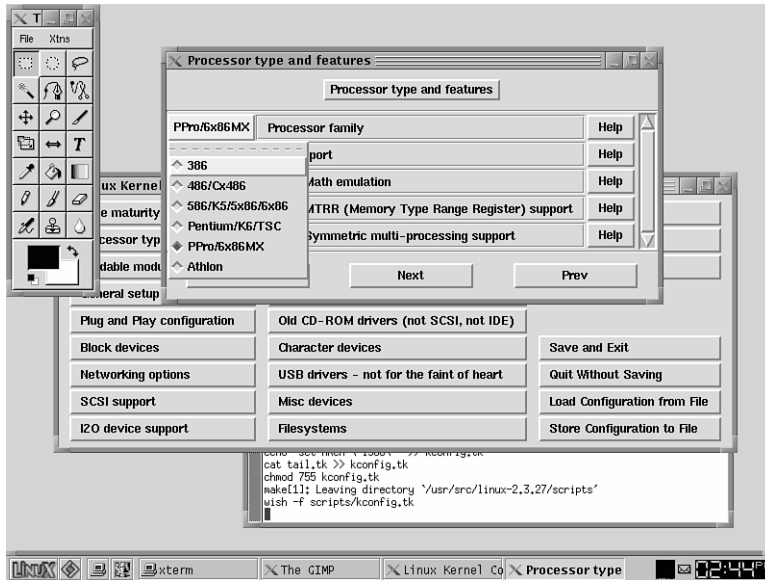 T
File Xtns
Processor type and features
Processor type and features
PPro/6x86MX Processor family Help
port Help
Math emulation Help
MTRR (Memory Type Range Register) support Help
Symmetric multi-processing support Help
386
486/Cx486
586/K5/5x86/6x86
Pentium/K6/TSC
PPro/6x86MX
Athlon
Next Prev
ux Kernel
e maturity
cessor typ
dable modu
General setup
Plug and Play configuration Old CD-ROM drivers (not SCSI, not IDE)
Block devices Character devices Save and Exit
Networking options USB drivers - not for the faint of heart Quit Without Saving
SCSI support Misc devices Load Configuration from File
I2O device support Filesystems Store Configuration to File
cat tail.tk >> kconfig.tk
chmod 755 kconfig.tk
make[1]: Leaving directory `/usr/src/linux-2.3.27/scripts'
wish -f scripts/kconfig.tk
LINUX xterm The GIMP Linux Kernel Co Processor type 02:44P